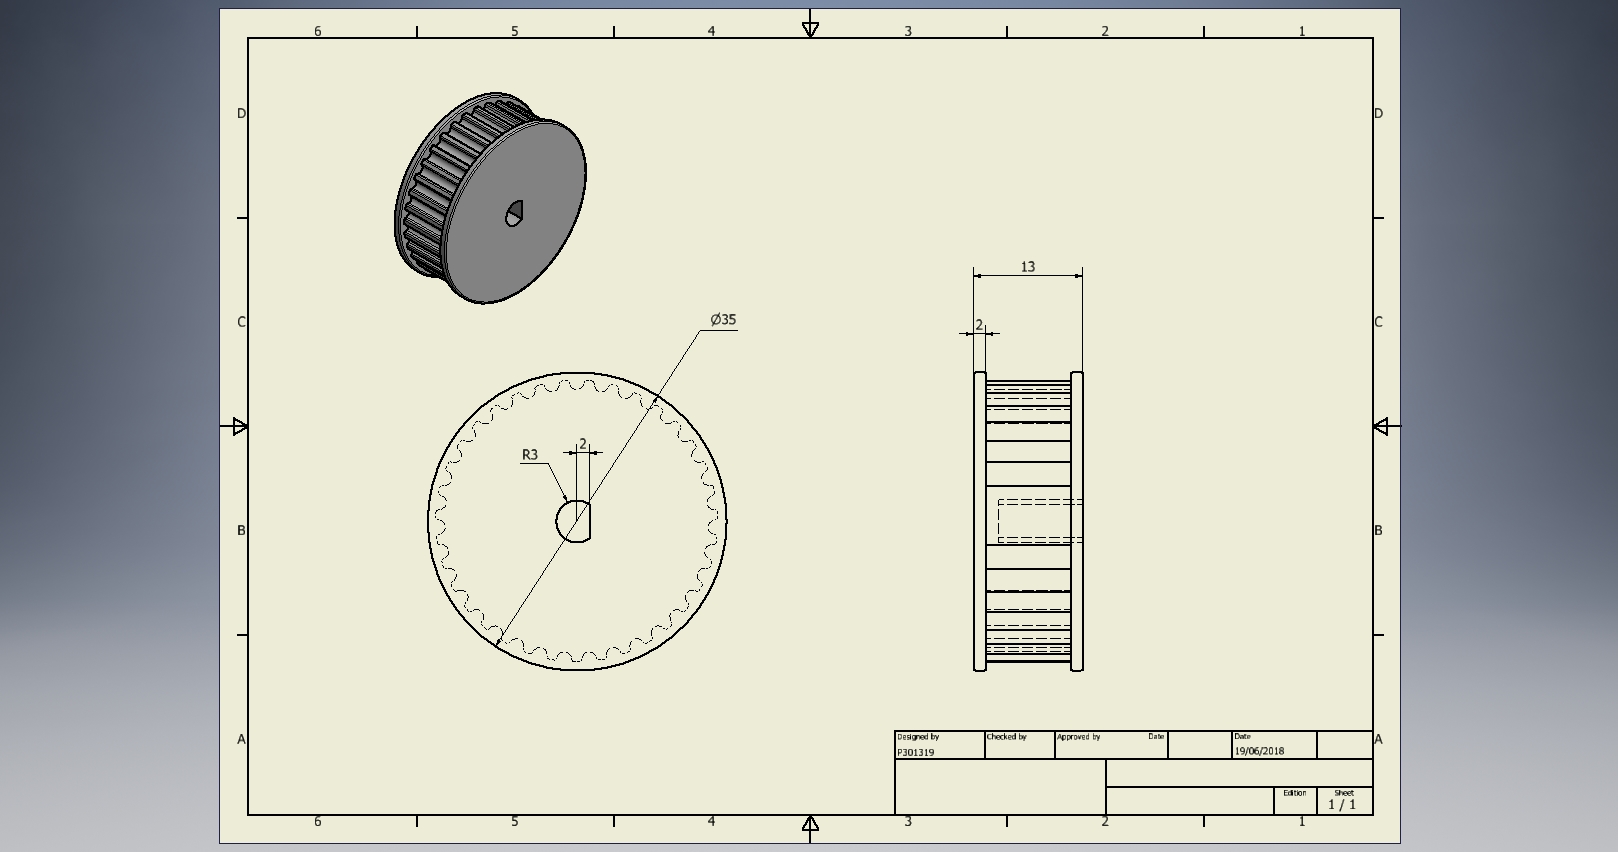 6 5 4 3 2 1
D D
13
Ø35
C 2 C
2
R3
B B
Designed by Checked by Approved by Date Date
A A
P301319 19/06/2018
Edition Sheet
1 / 1
6 5 4 3 2 1